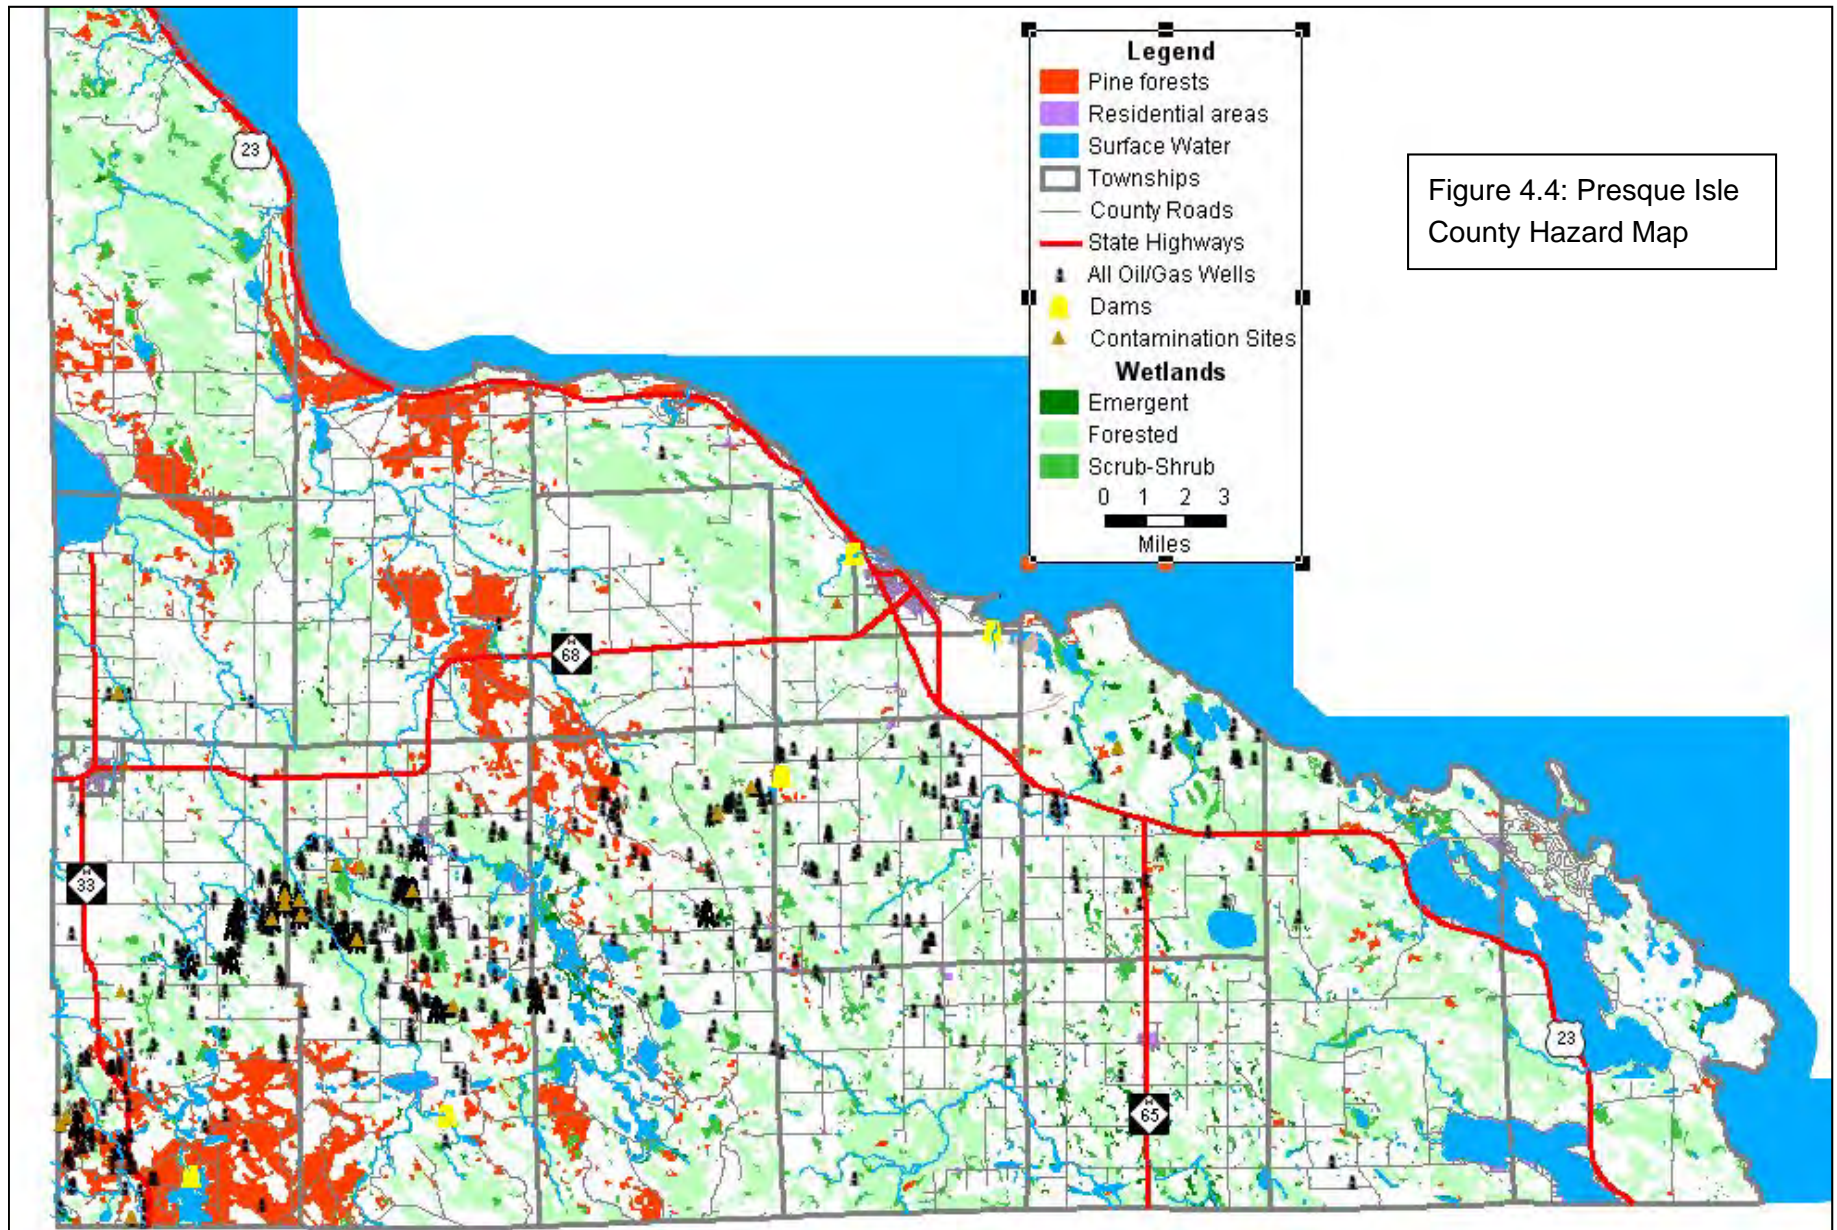 Legend
Pine forests
Residential areas
Surface Water
Townships
County Roads
State Highways
All Oil/Gas Wells
Dams
Contamination Sites
Wetlands
Emergent
Forested
Scrub-Shrub
0 1 2 3
Miles
Figure 4.4: Presque Isle
County Hazard Map
23
M
68
M
33
23
M
65